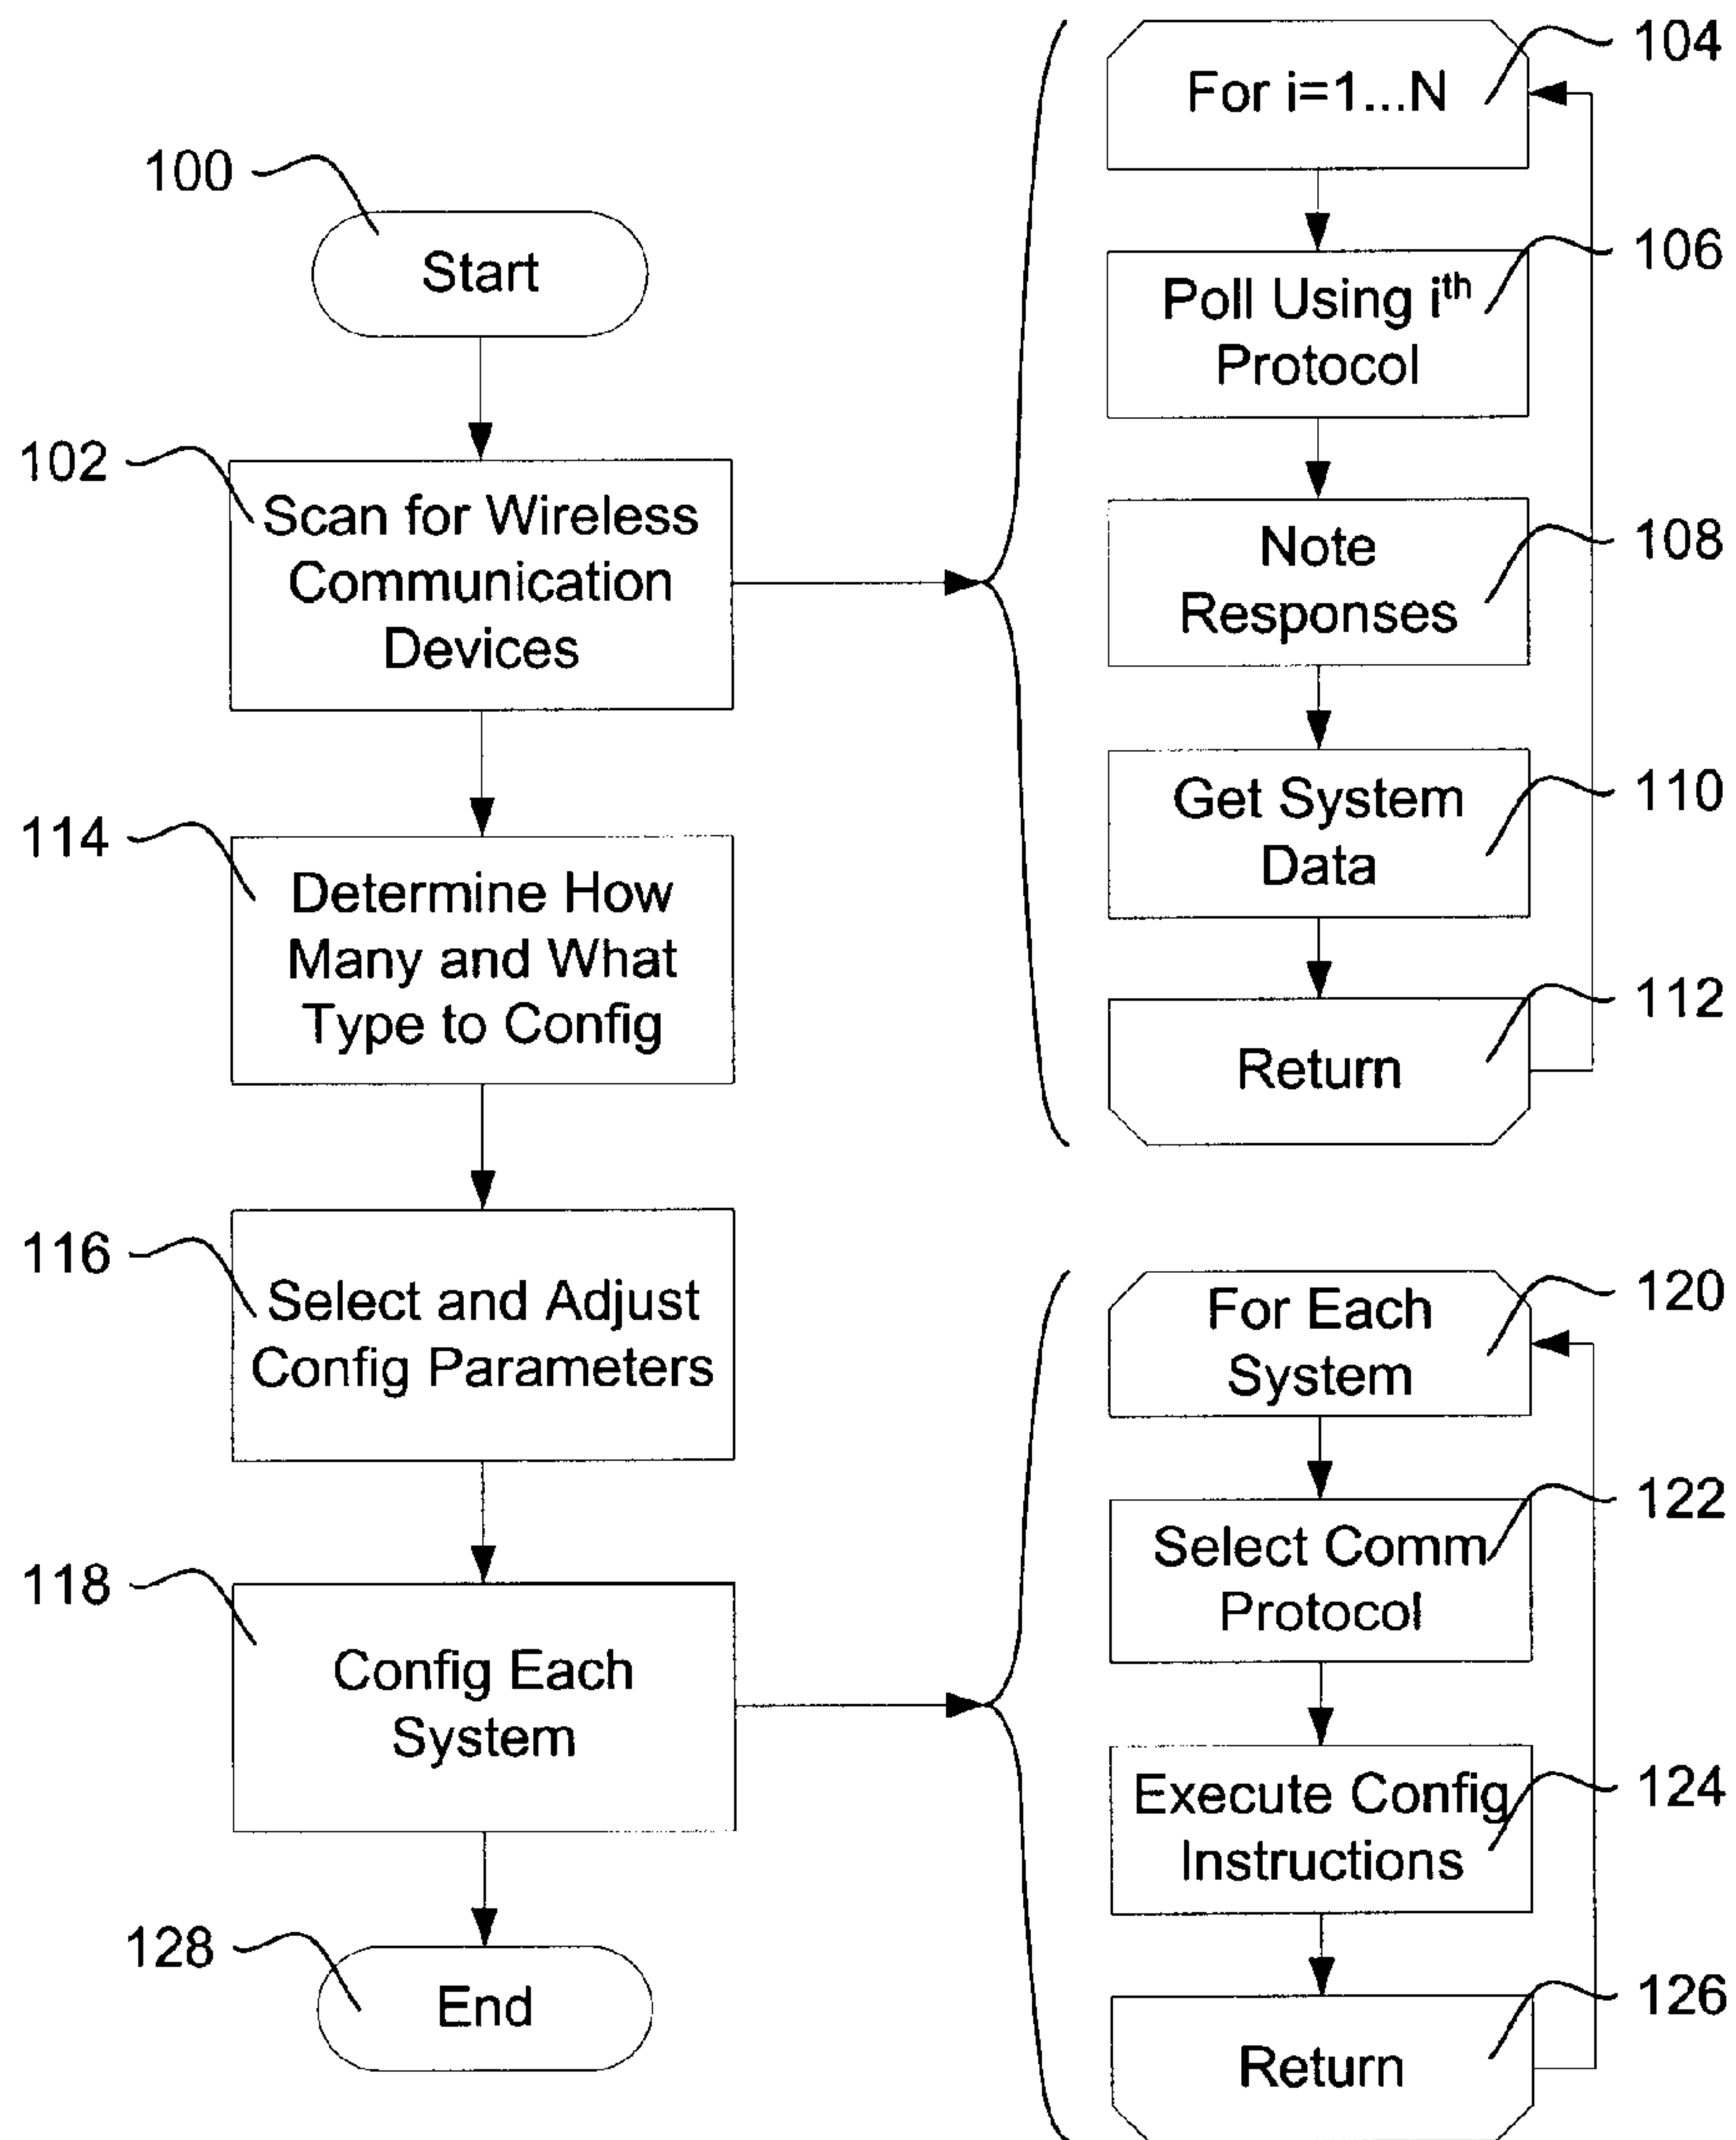 100
Start
102
Scan for Wireless
Communication
Devices
114
Determine How
Many and What
Type to Config
116
Select and Adjust
Config Parameters
118
Config Each
System
128
End
104
For i=1...N
106
Poll Using ith
Protocol
108
Note
Responses
110
Get System
Data
112
Return
120
For Each
System
122
Select Comm
Protocol
124
Execute Config
Instructions
126
Return